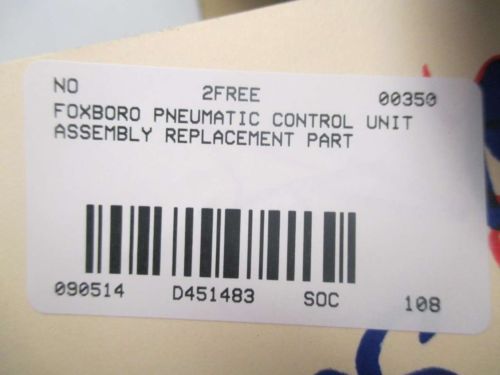 NO 2FREE 00350
FOXBORO PNEUMATIC CONTROL UNIT
ASSEMBLY REPLACEMENT PART
090514 D451483 SOC 108